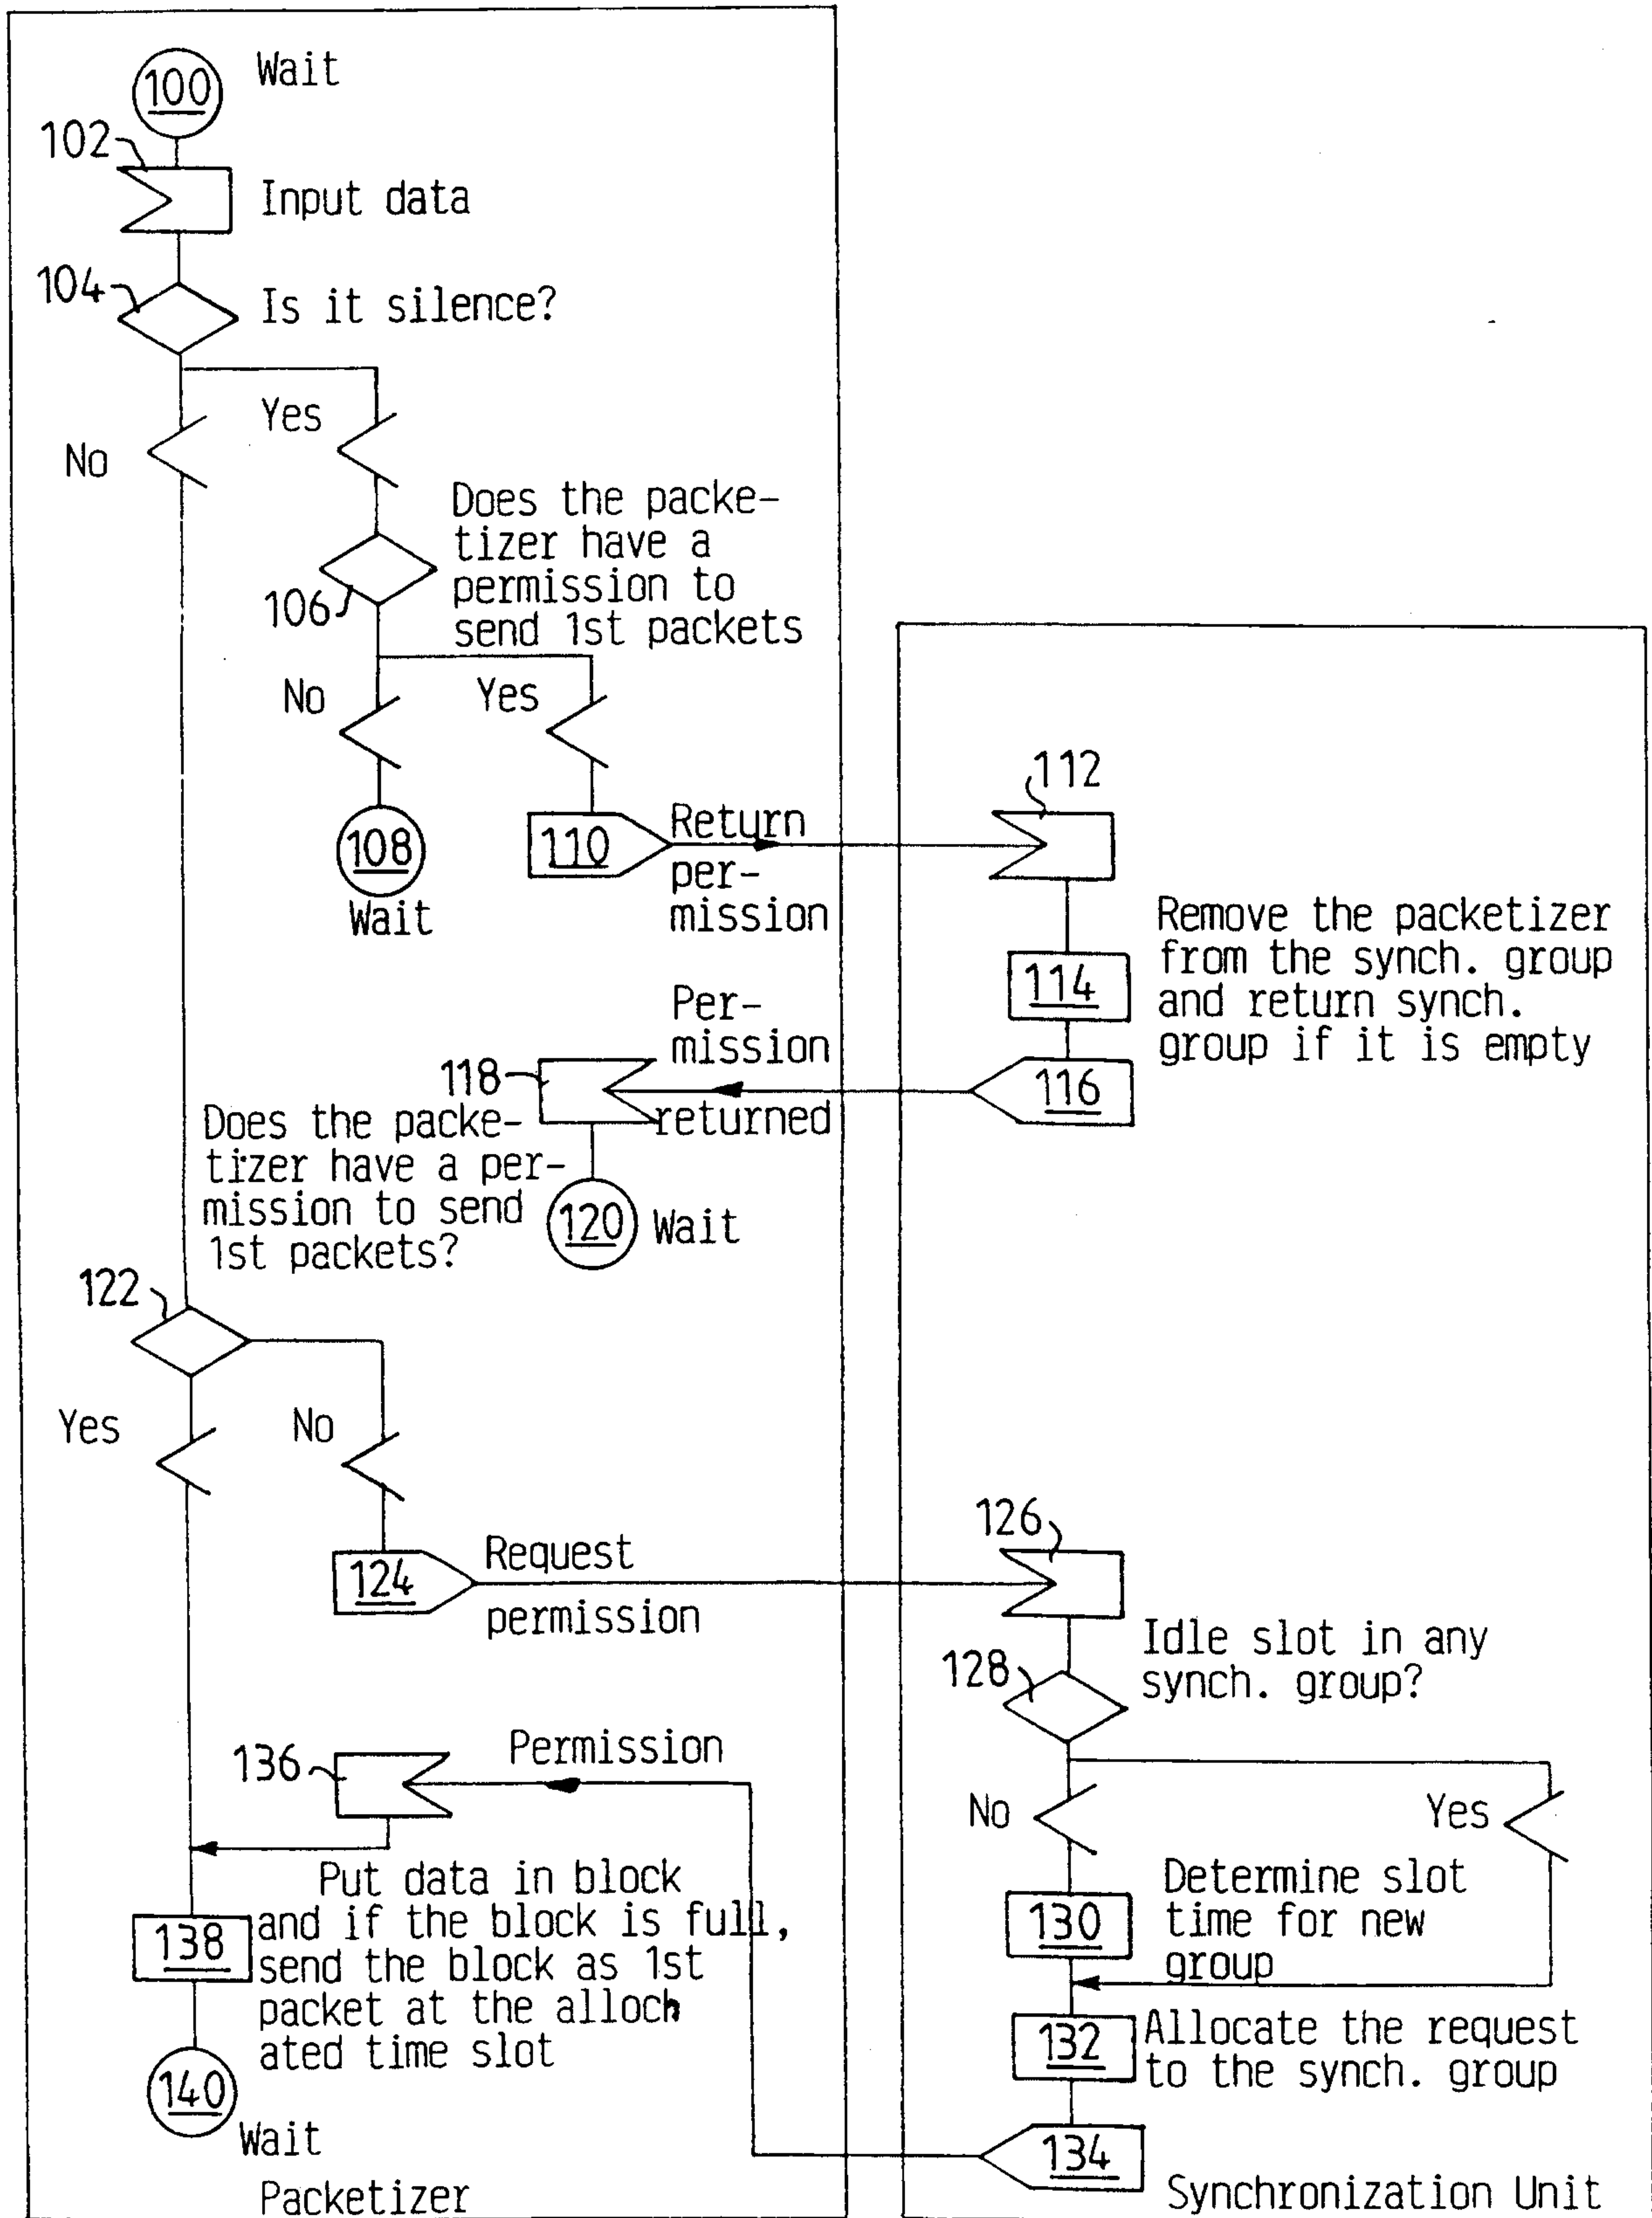 100 Wait
102
Input data
104
Is it silence?
Yes
No
Does the packe-
tizer have a
permission to
send 1st packets
106
No
Yes
112
108
Wait
110
Return
per-
mission
Remove the packetizer
from the synch. group
and return synch.
group if it is empty
114
Per-
mission
returned
116
118
Does the packe-
tizer have a per-
mission to send
1st packets?
120 Wait
122
Yes
No
124
Request
permission
126
Idle slot in any
synch. group?
128
136
Permission
No
Yes
Put data in block
and if the block is full,
send the block as 1st
packet at the alloch
ated time slot
138
Determine slot
time for new
group
130
132
Allocate the request
to the synch. group
140
Wait
134
Packetizer
Synchronization Unit